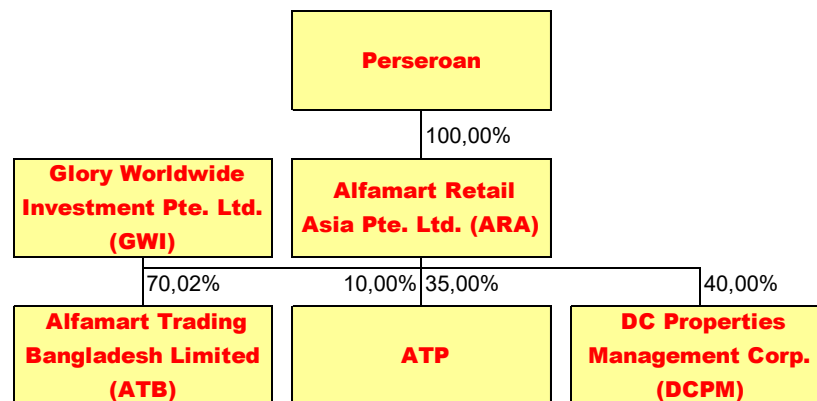 Perseroan
100,00%
Glory Worldwide
Investment Pte. Ltd.
(GWI)
Alfamart Retail
Asia Pte. Ltd. (ARA)
70,02%
10,00%
35,00%
40,00%
Alfamart Trading
Bangladesh Limited
(ATB)
ATP
DC Properties
Management Corp.
(DCPM)